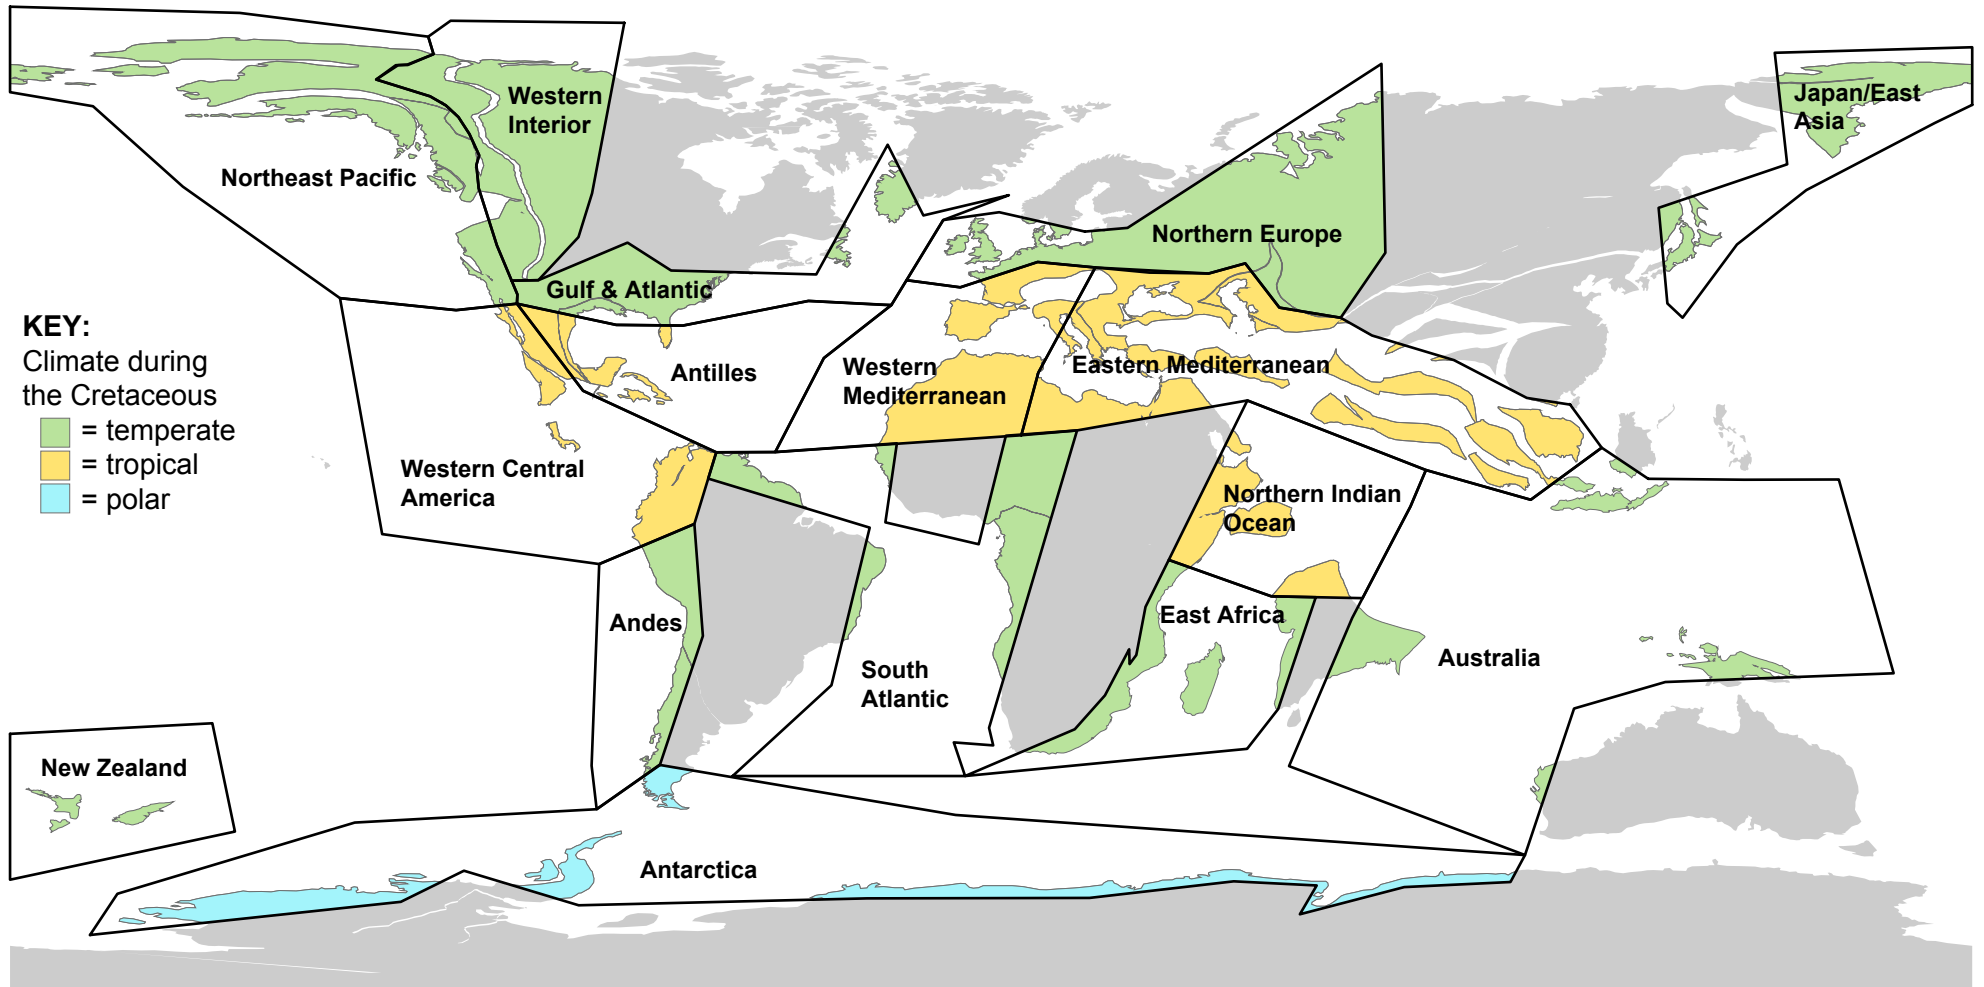 Western
Interior
Japan/East
Asia
Northeast Pacific
Northern Europe
Gulf & Atlantic
KEY:
Climate during
the Cretaceous
= temperate
= tropical
= polar
Antilles
Western
Mediterranean
Eastern Mediterranean
Western Central
America
Northern Indian
Ocean
Andes
East Africa
South
Atlantic
Australia
New Zealand
Antarctica